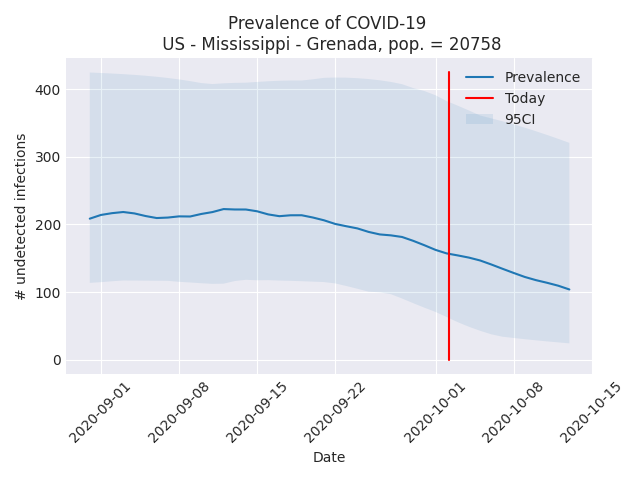 Prevalence of COVID-19
US - Mississippi - Grenada, pop. = 20758
Prevalence
Today
95CI
400
300
200
100
0
# undetected infections
2020-09-01
2020-09-08
2020-09-15
2020-09-22
2020-10-01
2020-10-08
2020-10-15
Date